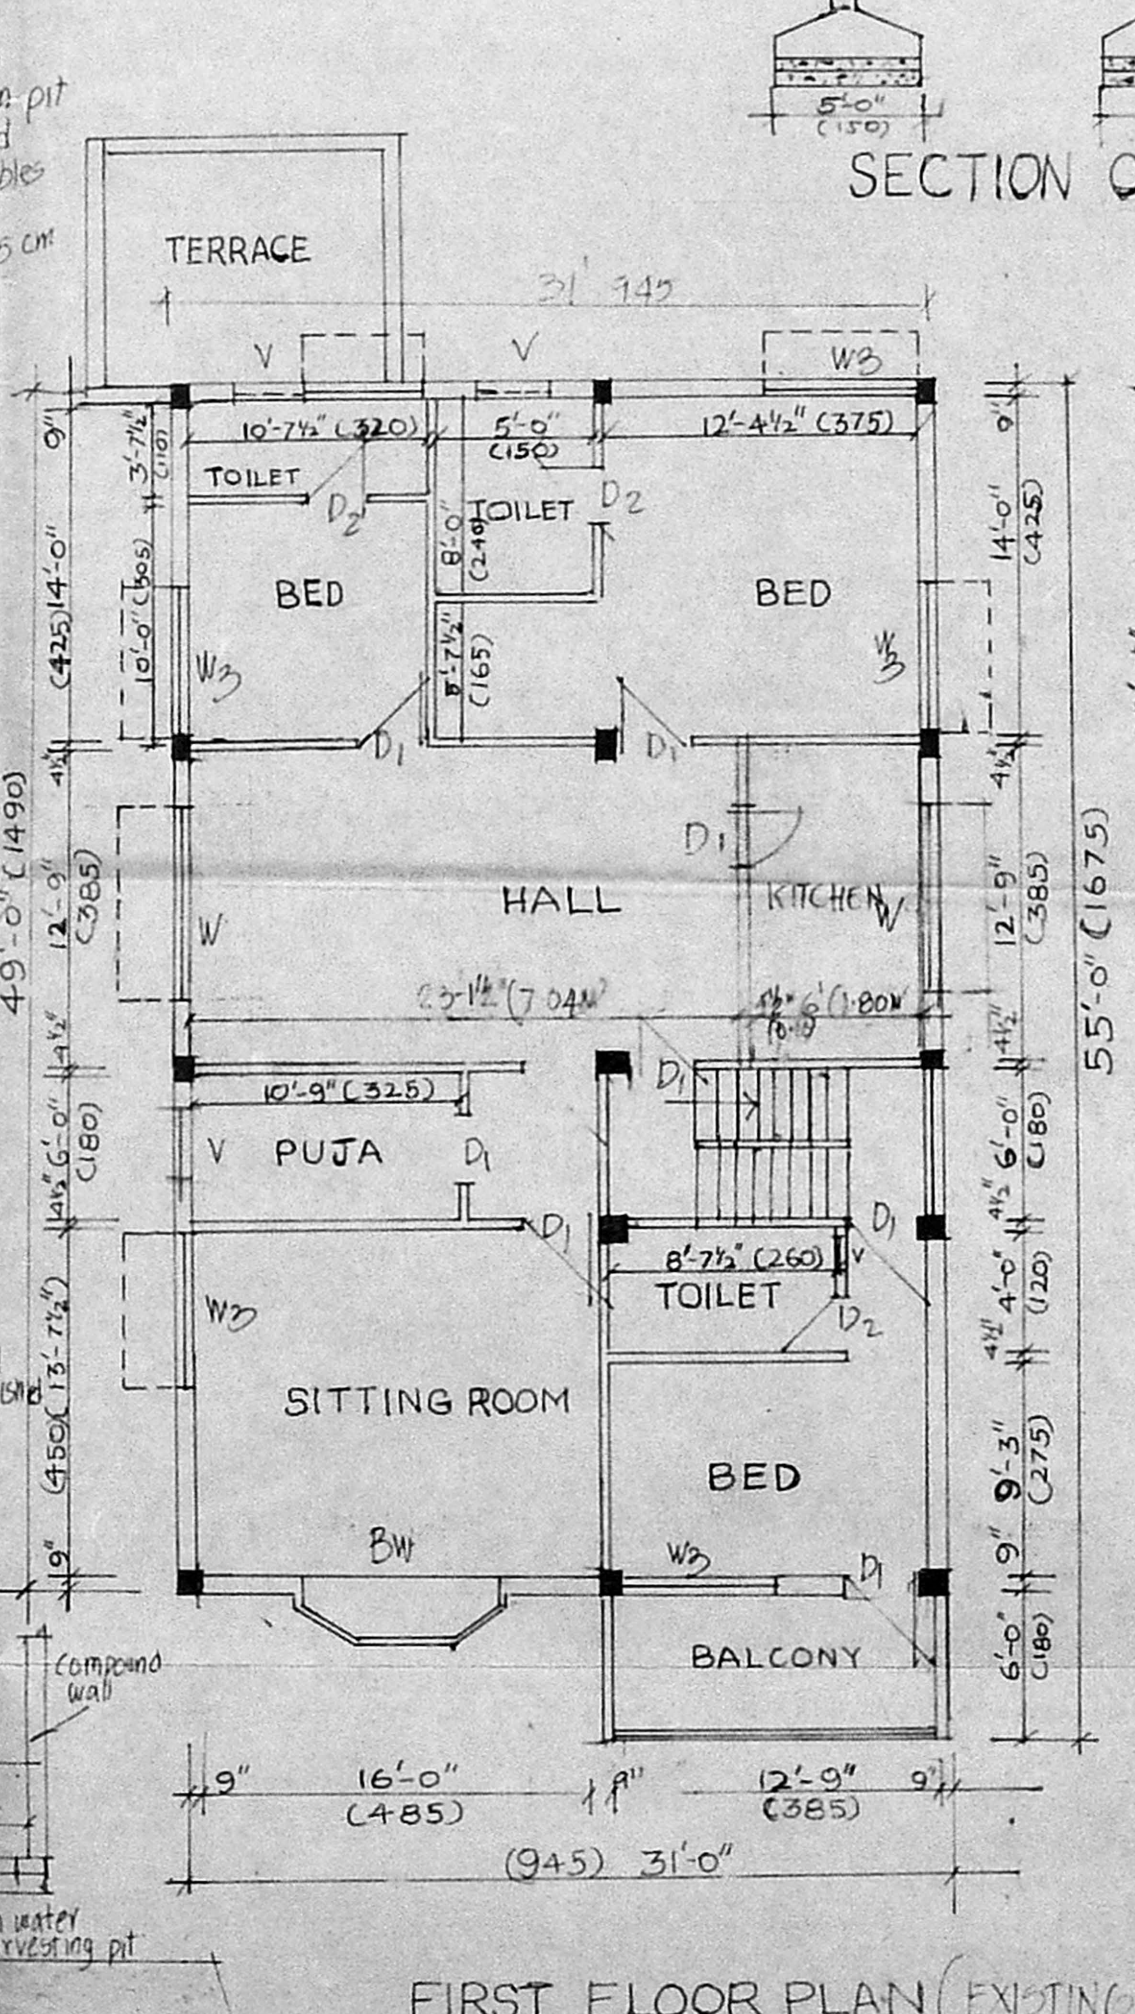 pit
5'-0"
(150)
SECTION
5 cm
TERRACE
31' 945
V
V
W3
9"
3'-7½"
(110)
10'-7½" (320)
5'-0"
(150)
12'-4½" (375)
9"
TOILET
D2
TOILET
D2
8'-0"
(240)
14'-0"
(425)
14'-0"
(425)
10'-0" (305)
BED
BED
W3
5'-7½"
(165)
W3
D1
D1
4½"
4½"
49'-0" (1490)
12'-9"
(385)
D1
HALL
KITCHEN
W
W
12'-9"
(385)
55'-0" (1675)
23-1½" (7.04M)
6' (1.80M
4½"
4½"
10'-9" (325)
D1
6'-0"
(180)
V
PUJA
D1
6'-0"
(180)
4½"
4½"
D1
D1
8'-7½" (260)
V
TOILET
4'-0"
(120)
D2
4½"
W3
(450) (13'-7½")
SITTING ROOM
BED
9'-3"
(275)
BW
W3
D1
9"
9"
BALCONY
6'-0"
(180)
compound
wall
9"
16'-0"
(485)
9"
12'-9"
(385)
9"
(945) 31'-0"
water
pit
FIRST FLOOR PLAN (EXISTING